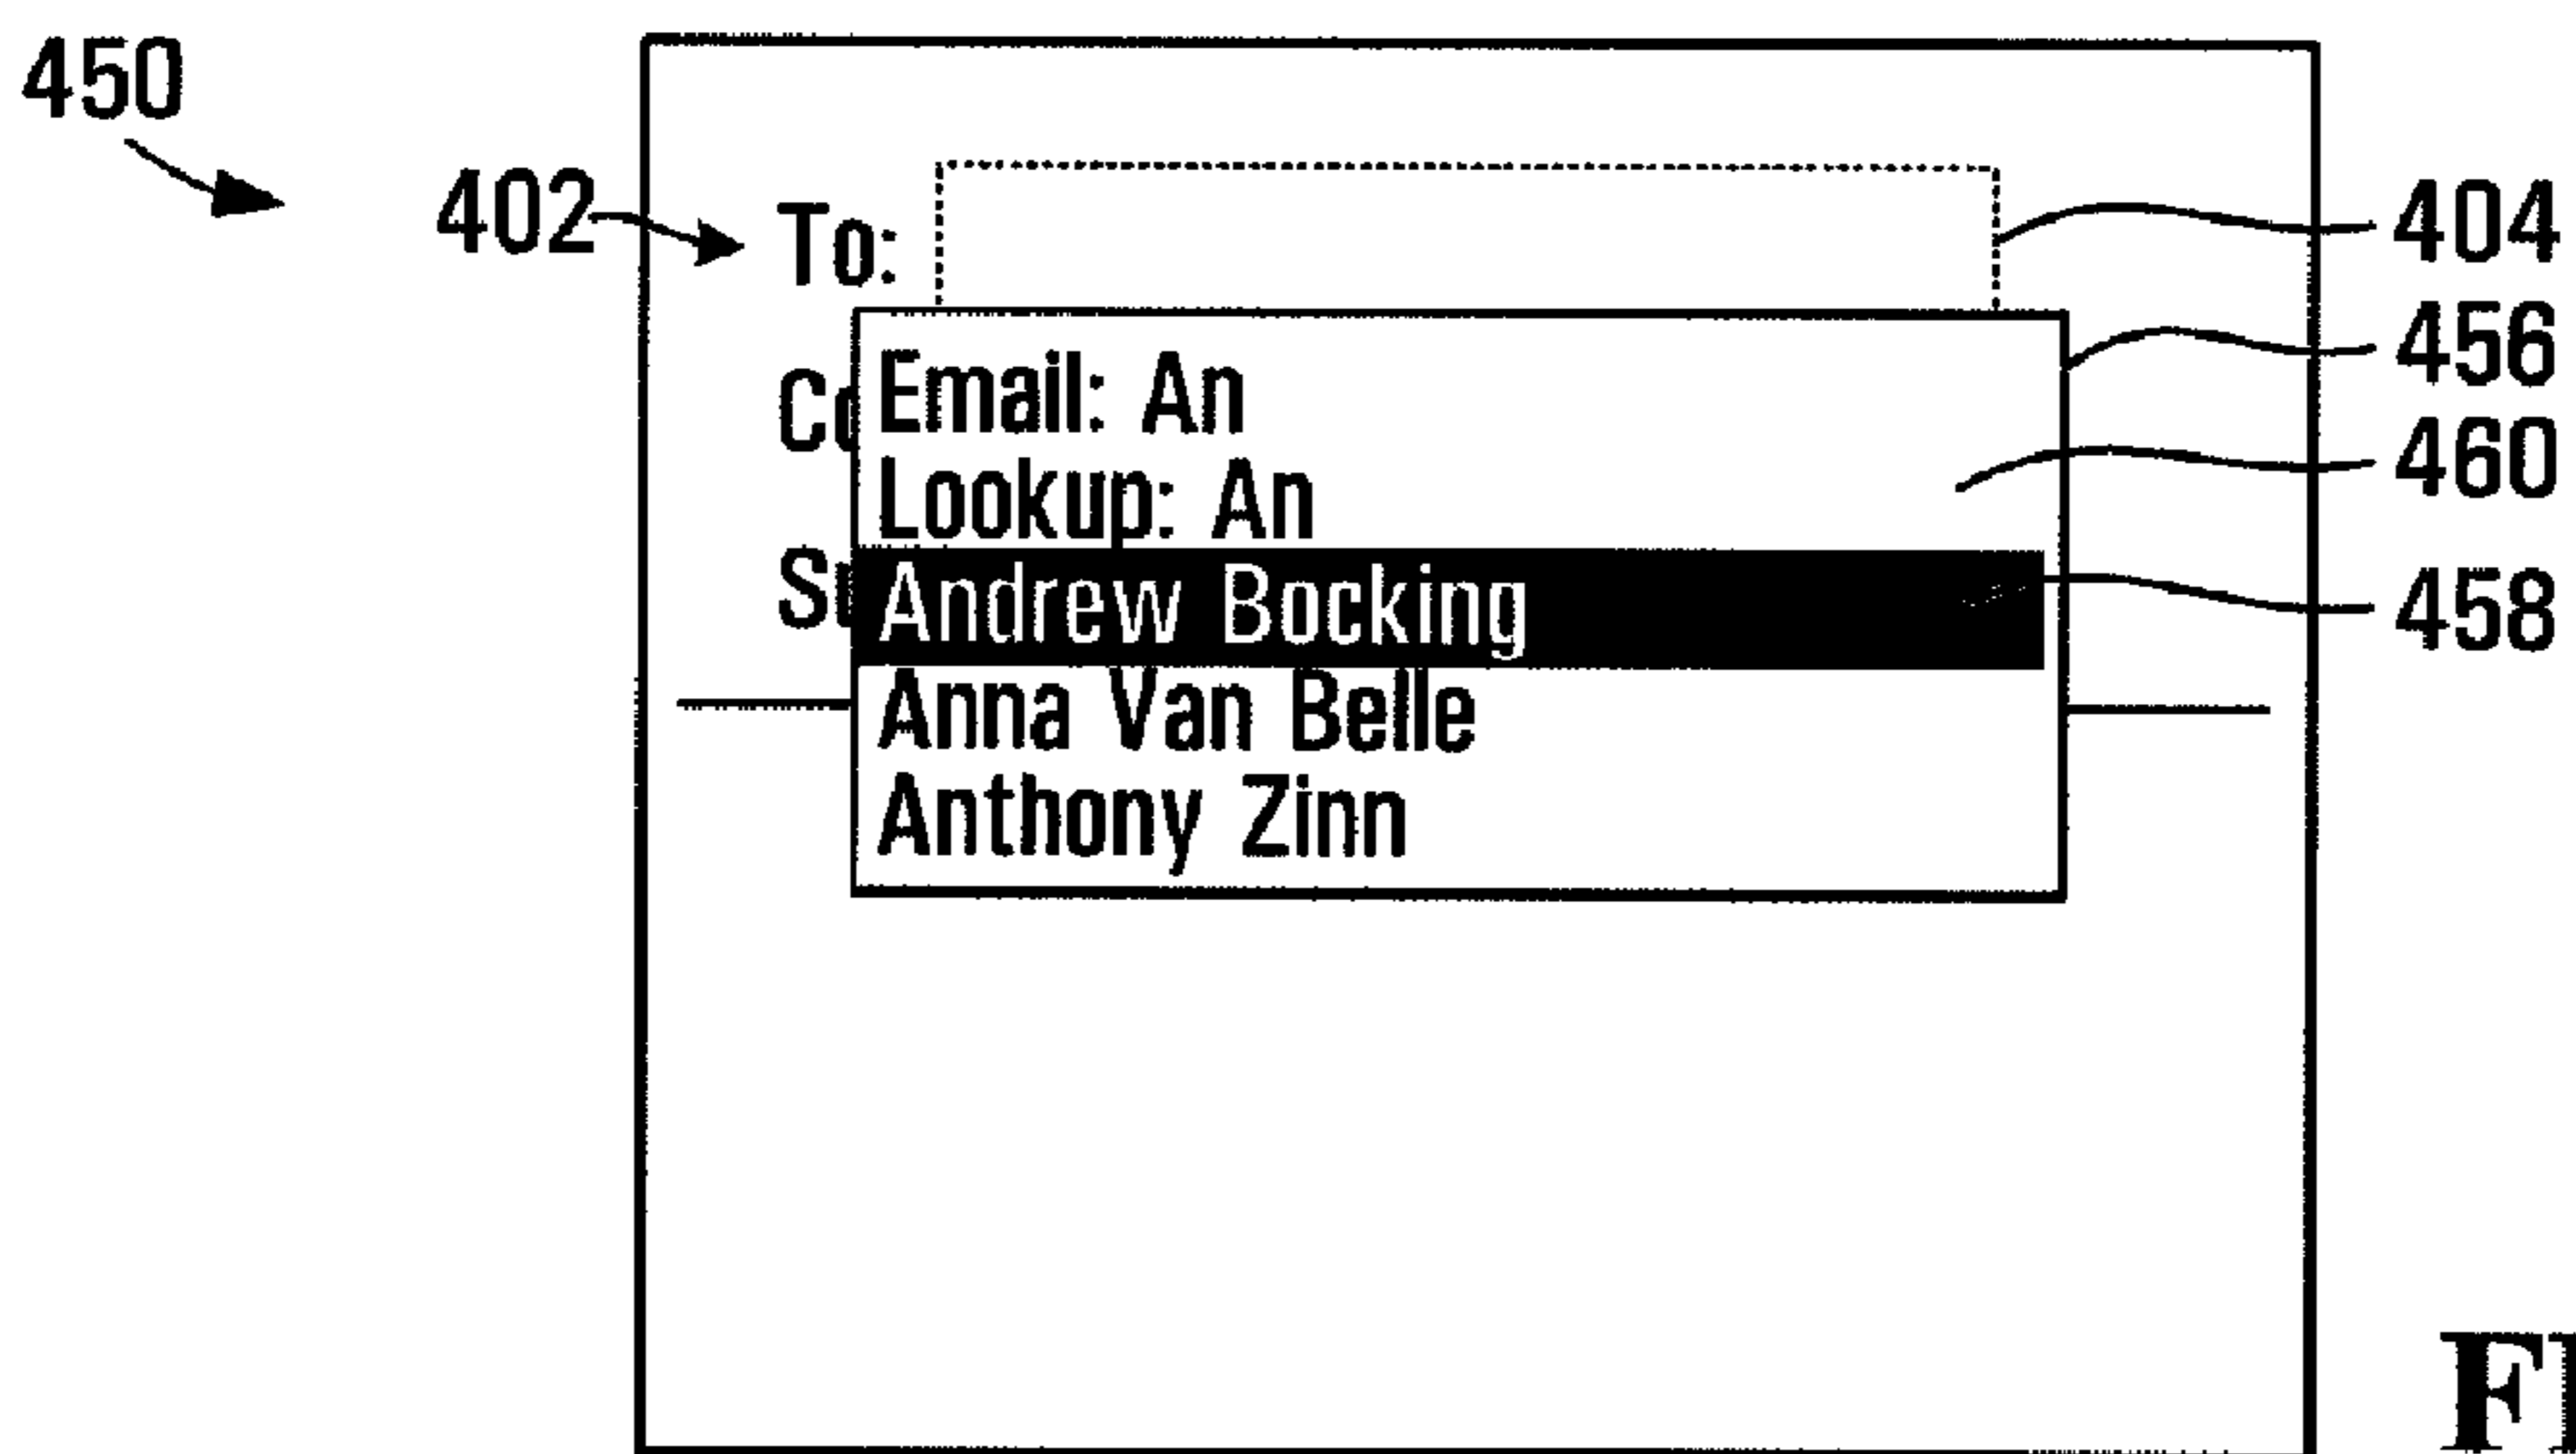 450
402
To:
404
456
Email: An
460
Lookup: An
458
Andrew Bocking
Anna Van Belle
Anthony Zinn